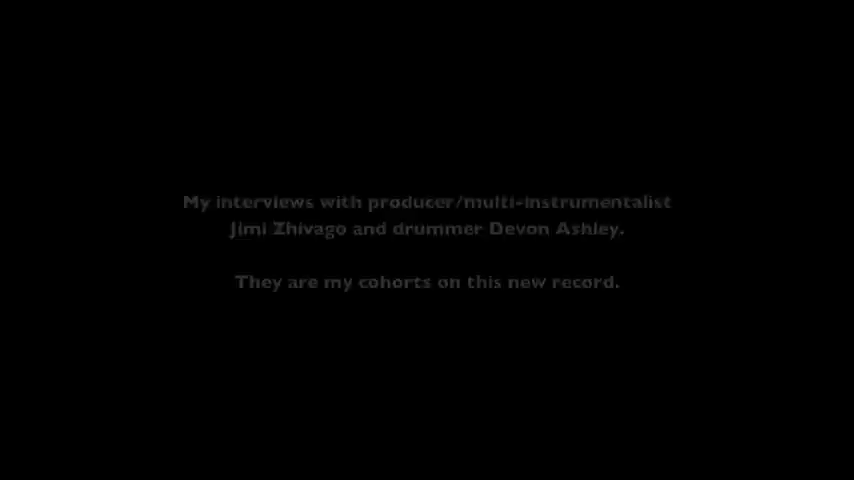 My interviews with producer/multi-instrumentalist
Jimi Zhivago and drummer Devon Ashley.
They are my cohorts on this new record.